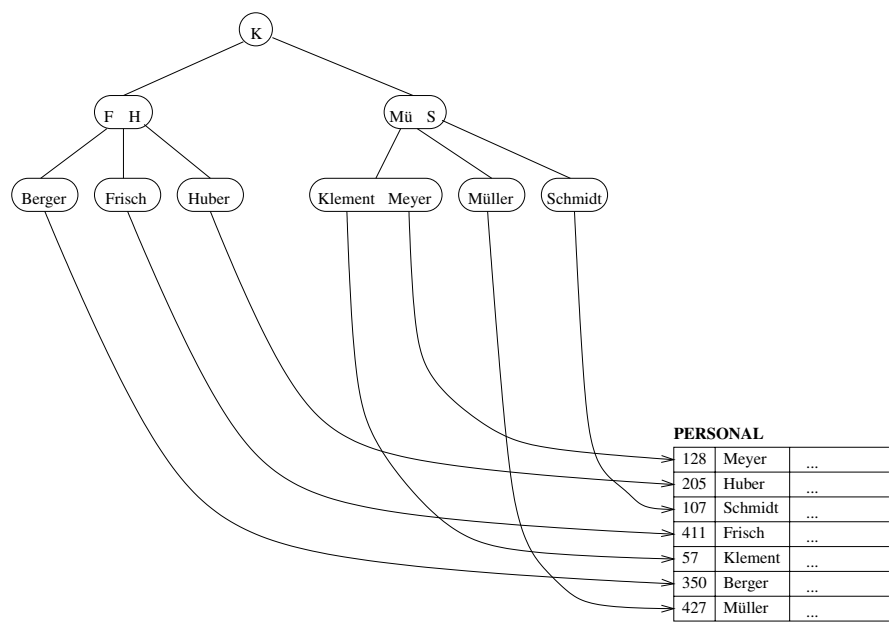 K
F H Mü S
Berger Frisch Huber Klement Meyer Müller Schmidt
PERSONAL
128 Meyer ...
205 Huber ...
107 Schmidt ...
411 Frisch ...
57 Klement ...
350 Berger ...
427 Müller ...